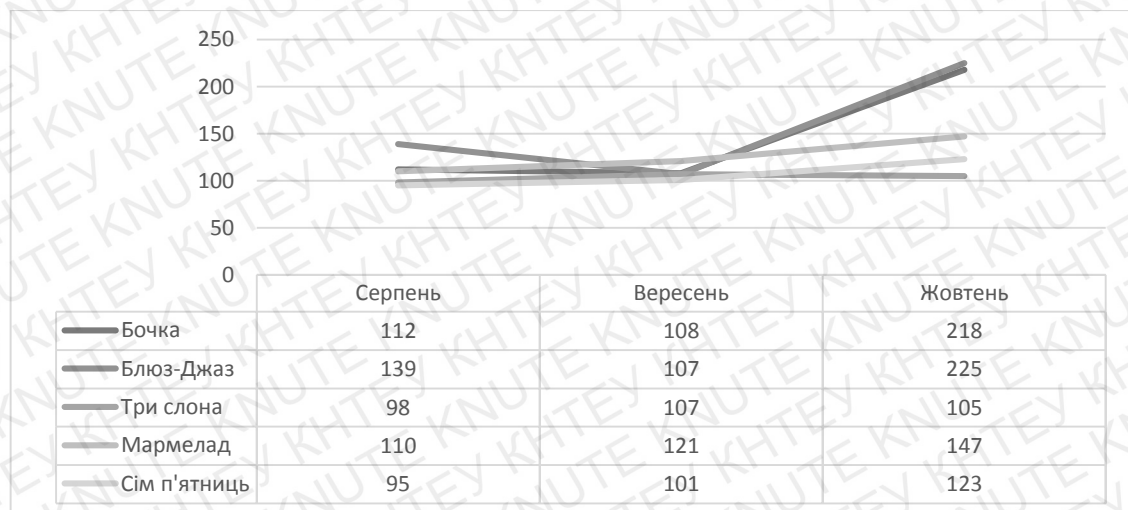 250
200
150
100
50
0
Серпень Вересень Жовтень
Бочка 112 108 218
Блюз-Джаз 139 107 225
Три слона 98 107 105
Мармелад 110 121 147
Сім п'ятниць 95 101 123